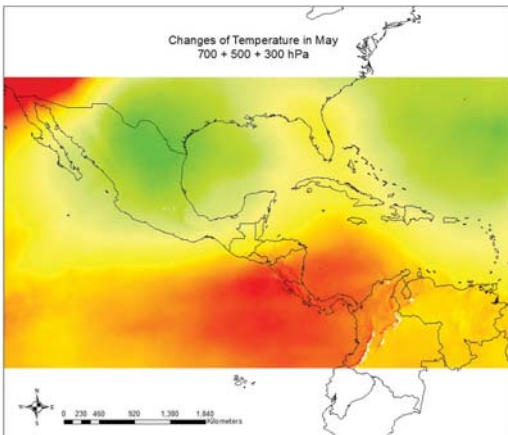 Changes of Temperature in May
700 + 500 + 300 hPa
N
W E
S
0 230 460 920 1,380 1,840
Kilometers